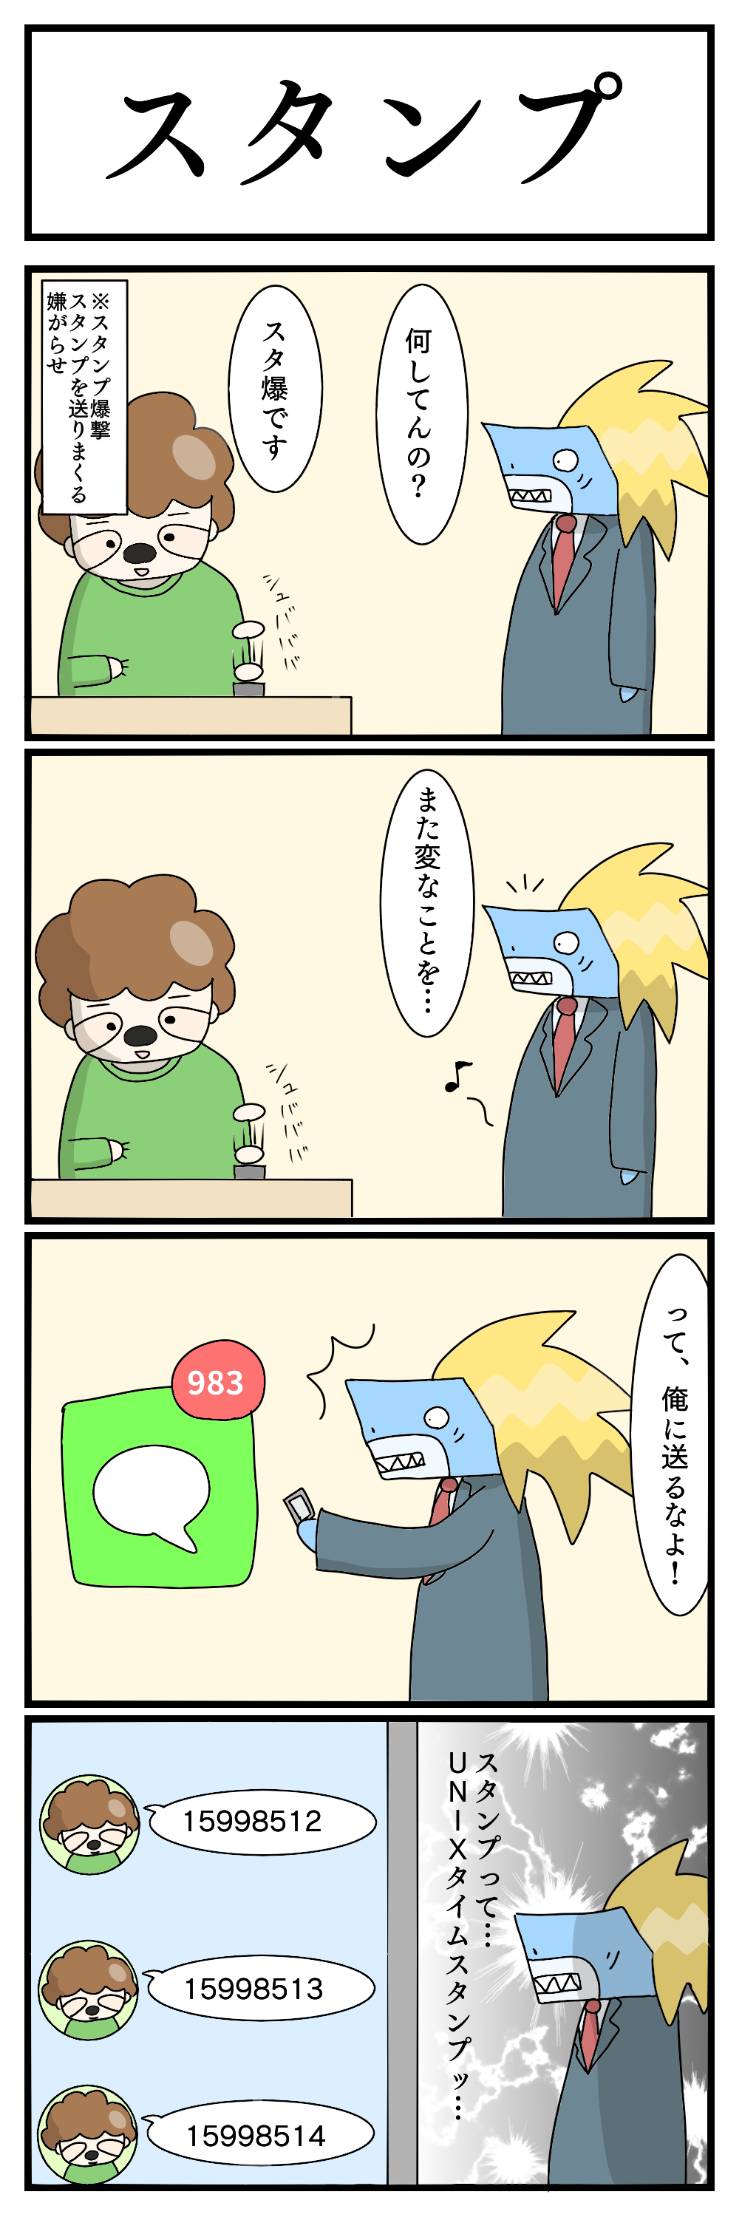 スタンプ
何してんの?
スタ爆です
※スタンプ爆撃
スタンプを送りまくる
嫌がらせ
シュバババ
また変なことを…
シュバババ
って、俺に送るなよ!
983
スタンプって…
UNIXタイムスタンプッ…
15998512
15998513
15998514